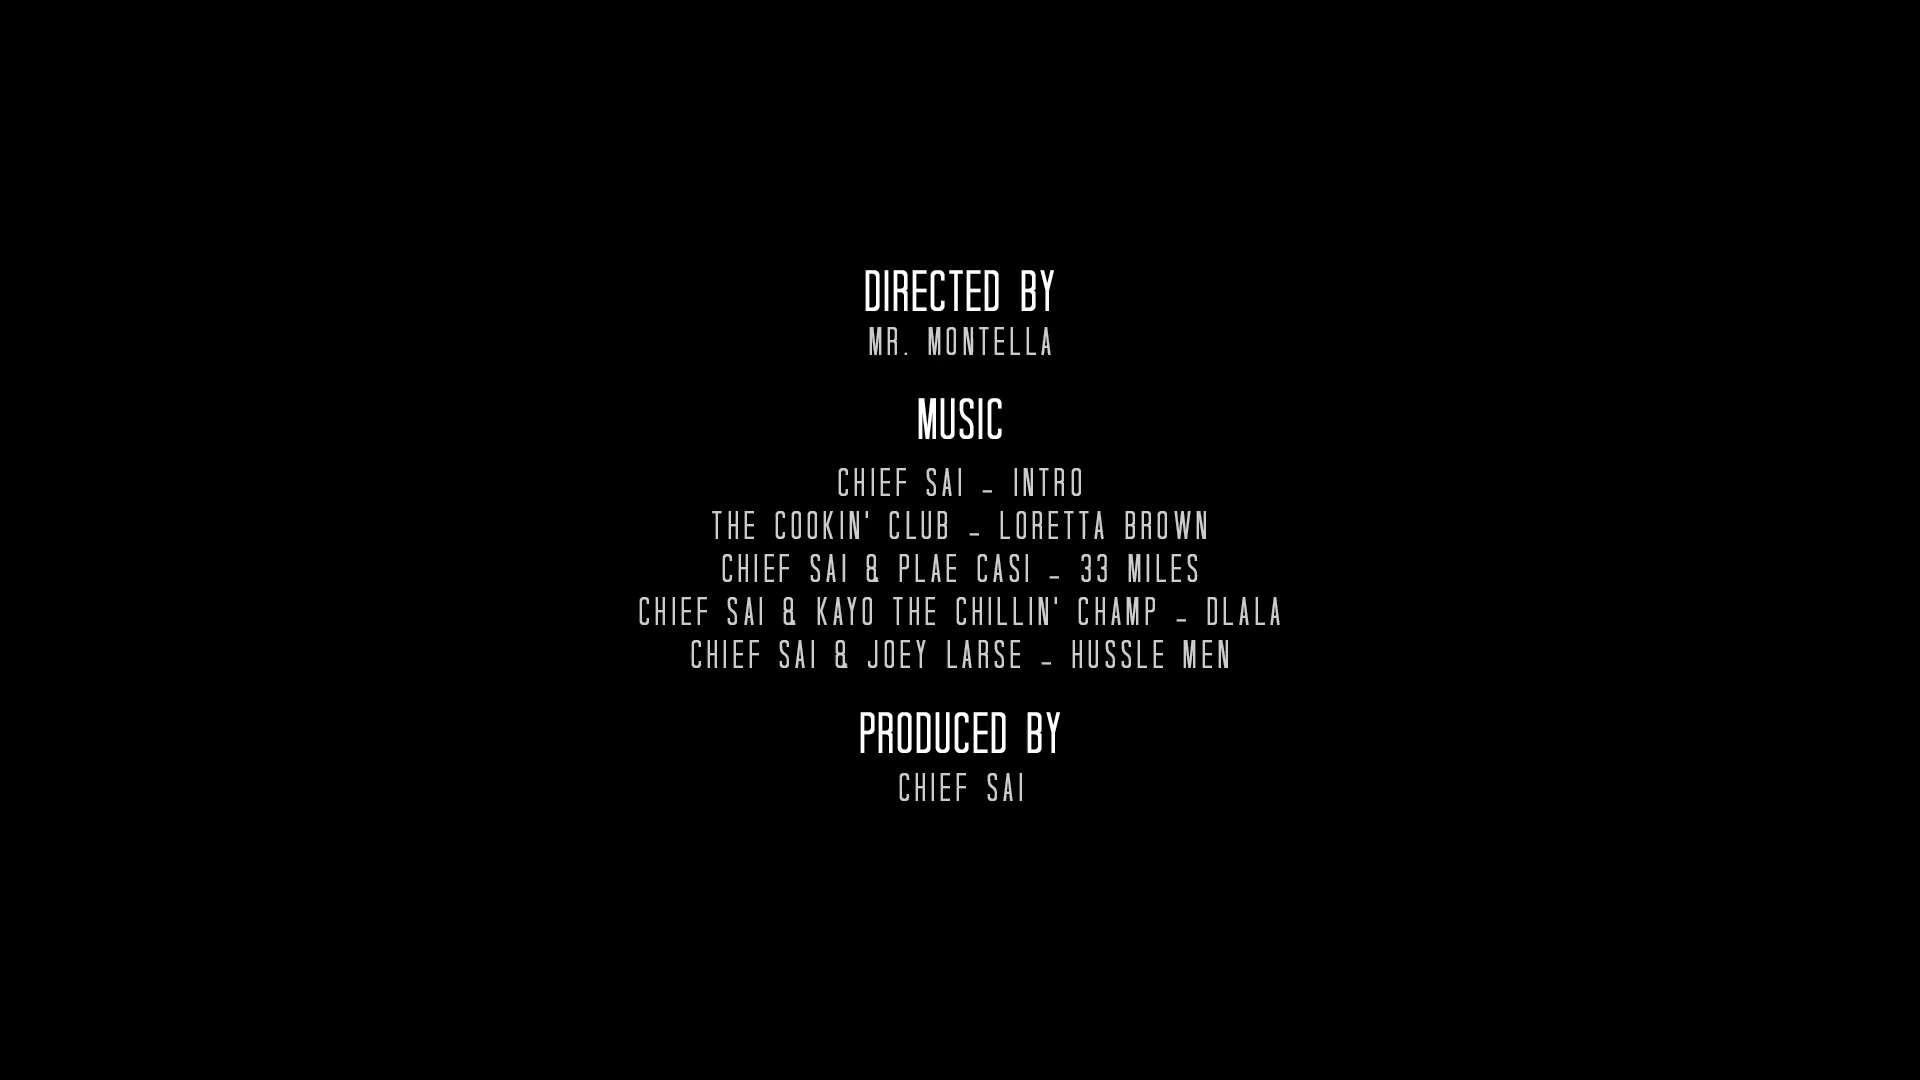 DIRECTED BY
MR. MONTELLA
MUSIC
CHIEF SAI - INTRO
THE COOKIN' CLUB - LORETTA BROWN
CHIEF SAI & PLAE CASI - 33 MILES
CHIEF SAI & KAYO THE CHILLIN' CHAMP - DLALA
CHIEF SAI & JOEY LARSE - HUSSLE MEN
PRODUCED BY
CHIEF SAI